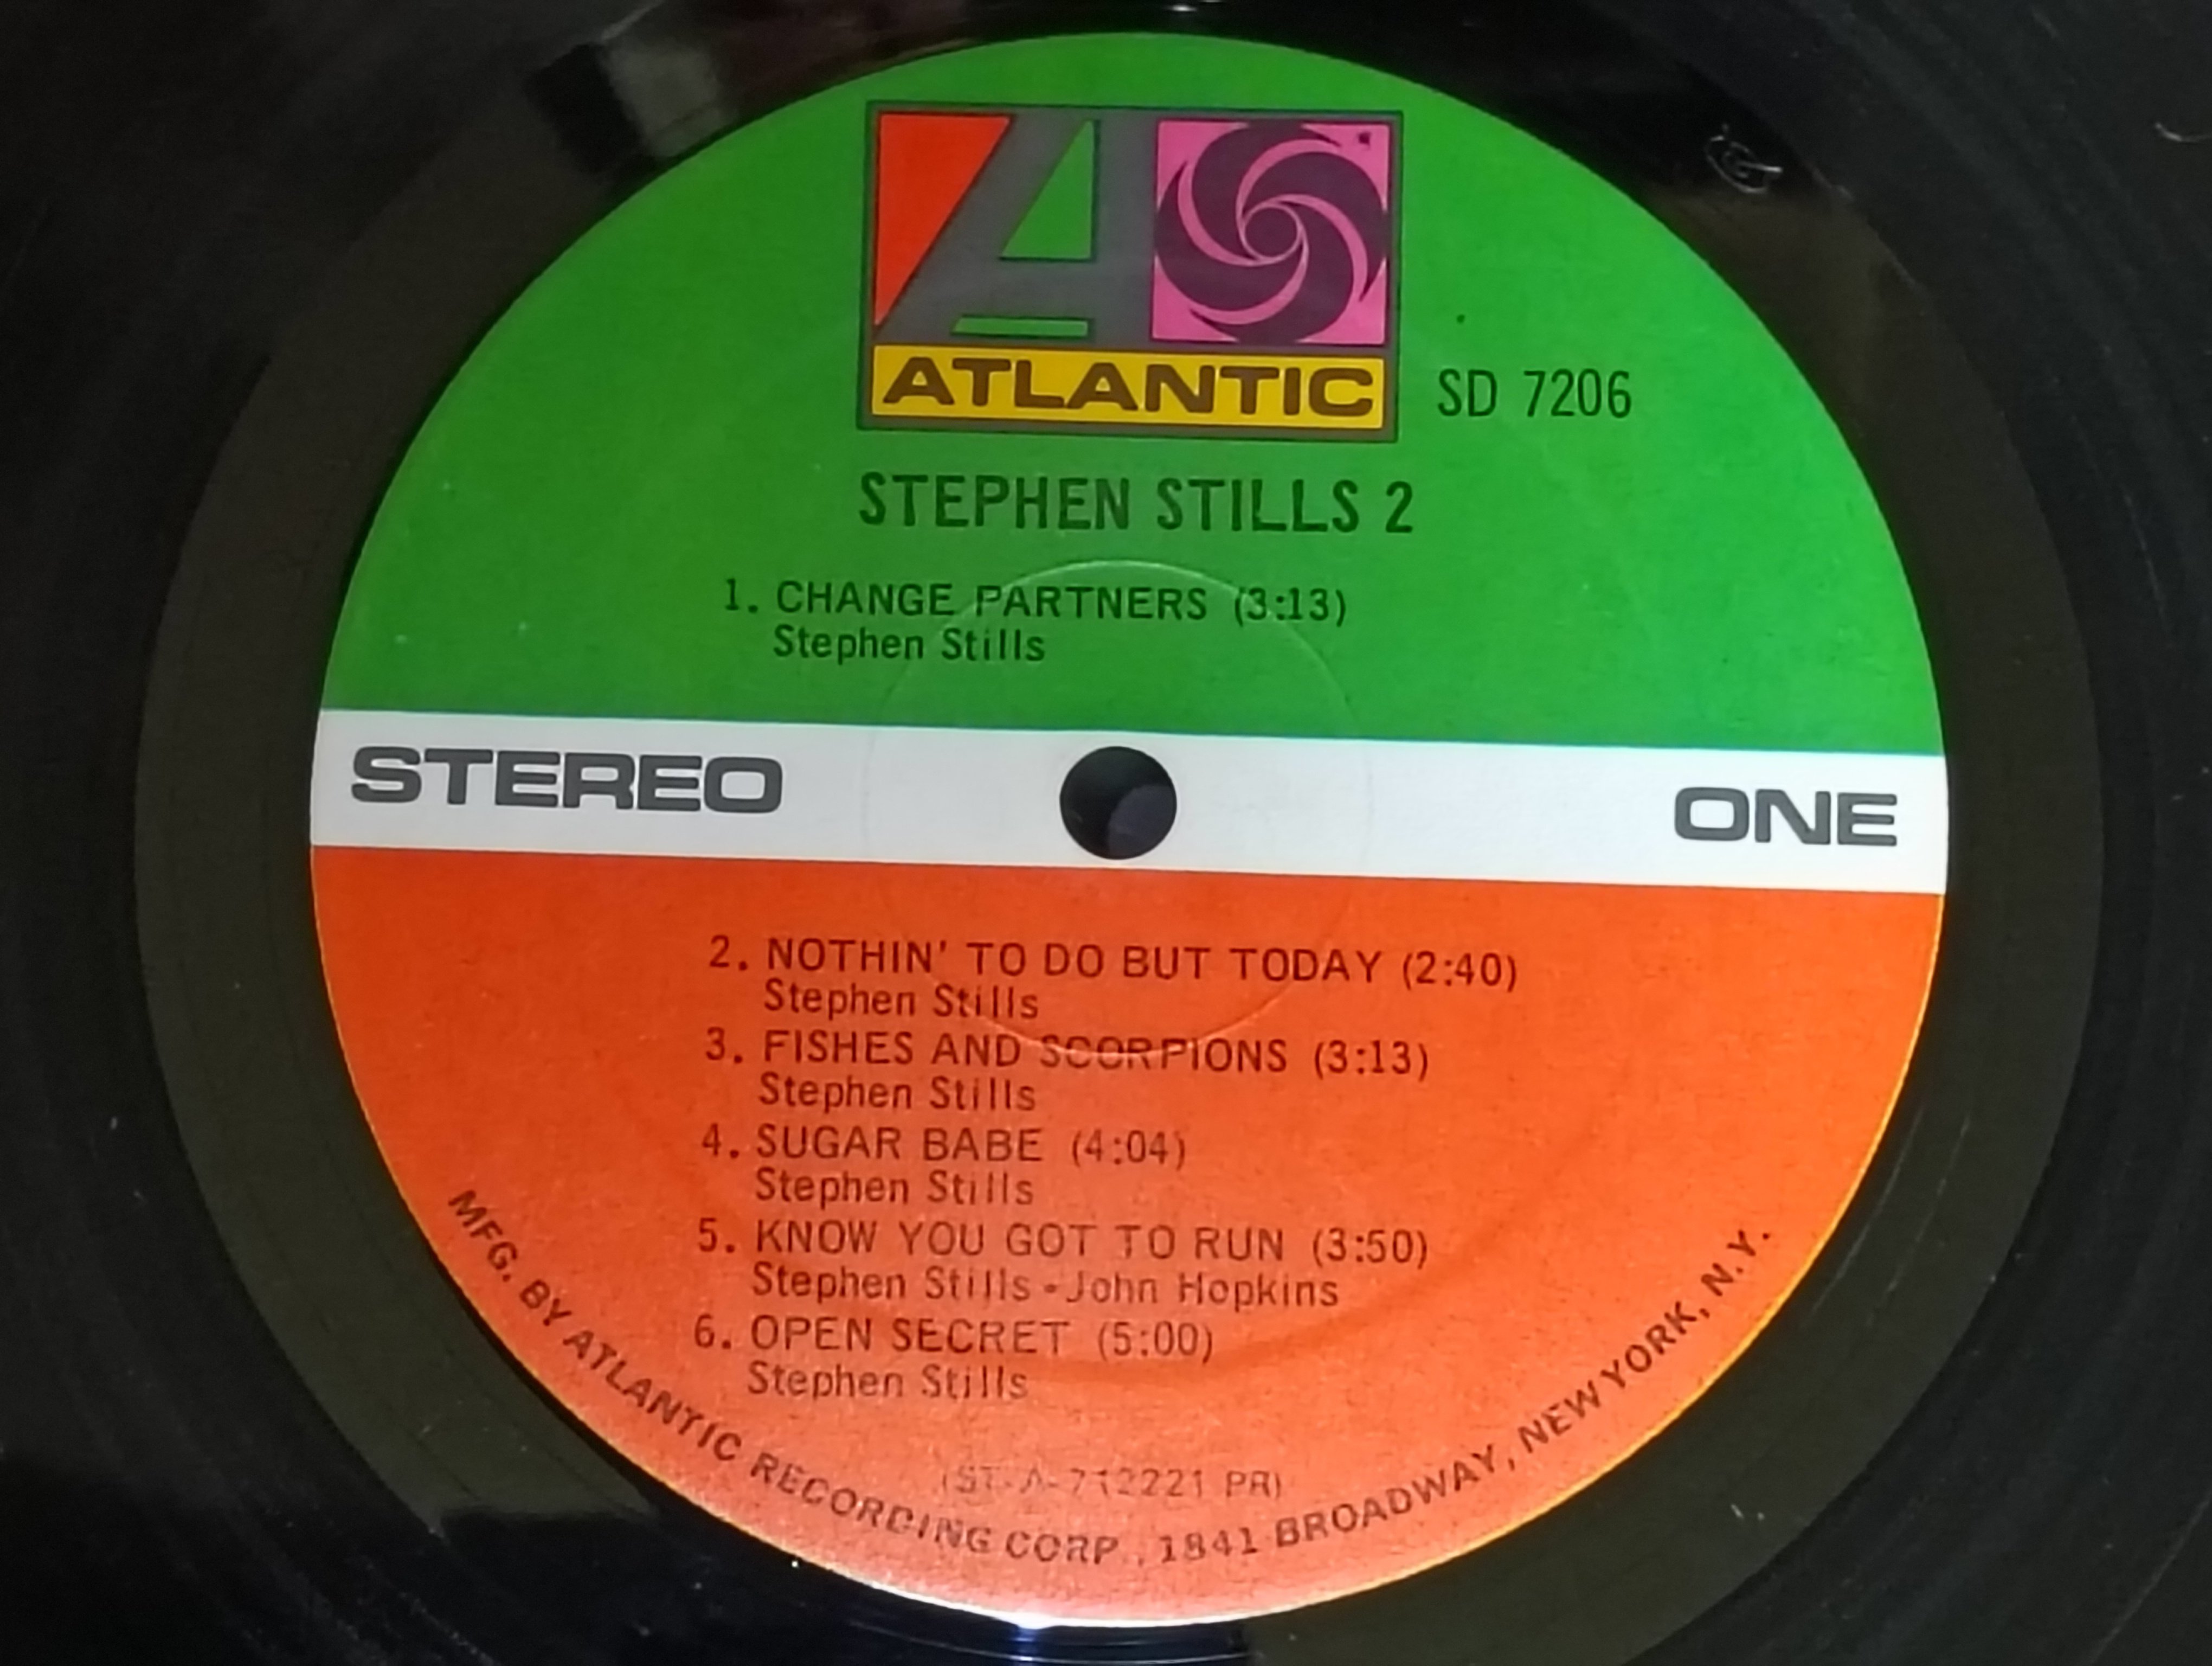 ATLANTIC
SD 7206
STEPHEN STILLS 2
1. CHANGE PARTNERS (3:13)
Stephen Stills
STEREO
ONE
2. NOTHIN' TO DO BUT TODAY (2:40)
Stephen Stills
3. FISHES AND SCORPIONS (3:13)
Stephen Stills
4. SUGAR BABE (4:04)
Stephen Stills
5. KNOW YOU GOT TO RUN (3:50)
Stephen Stills - John Hopkins
6. OPEN SECRET (5:00)
Stephen Stills
(ST-A-712221 PR)
MFG. BY ATLANTIC RECORDING CORP., 1841 BROADWAY, NEW YORK, N.Y.